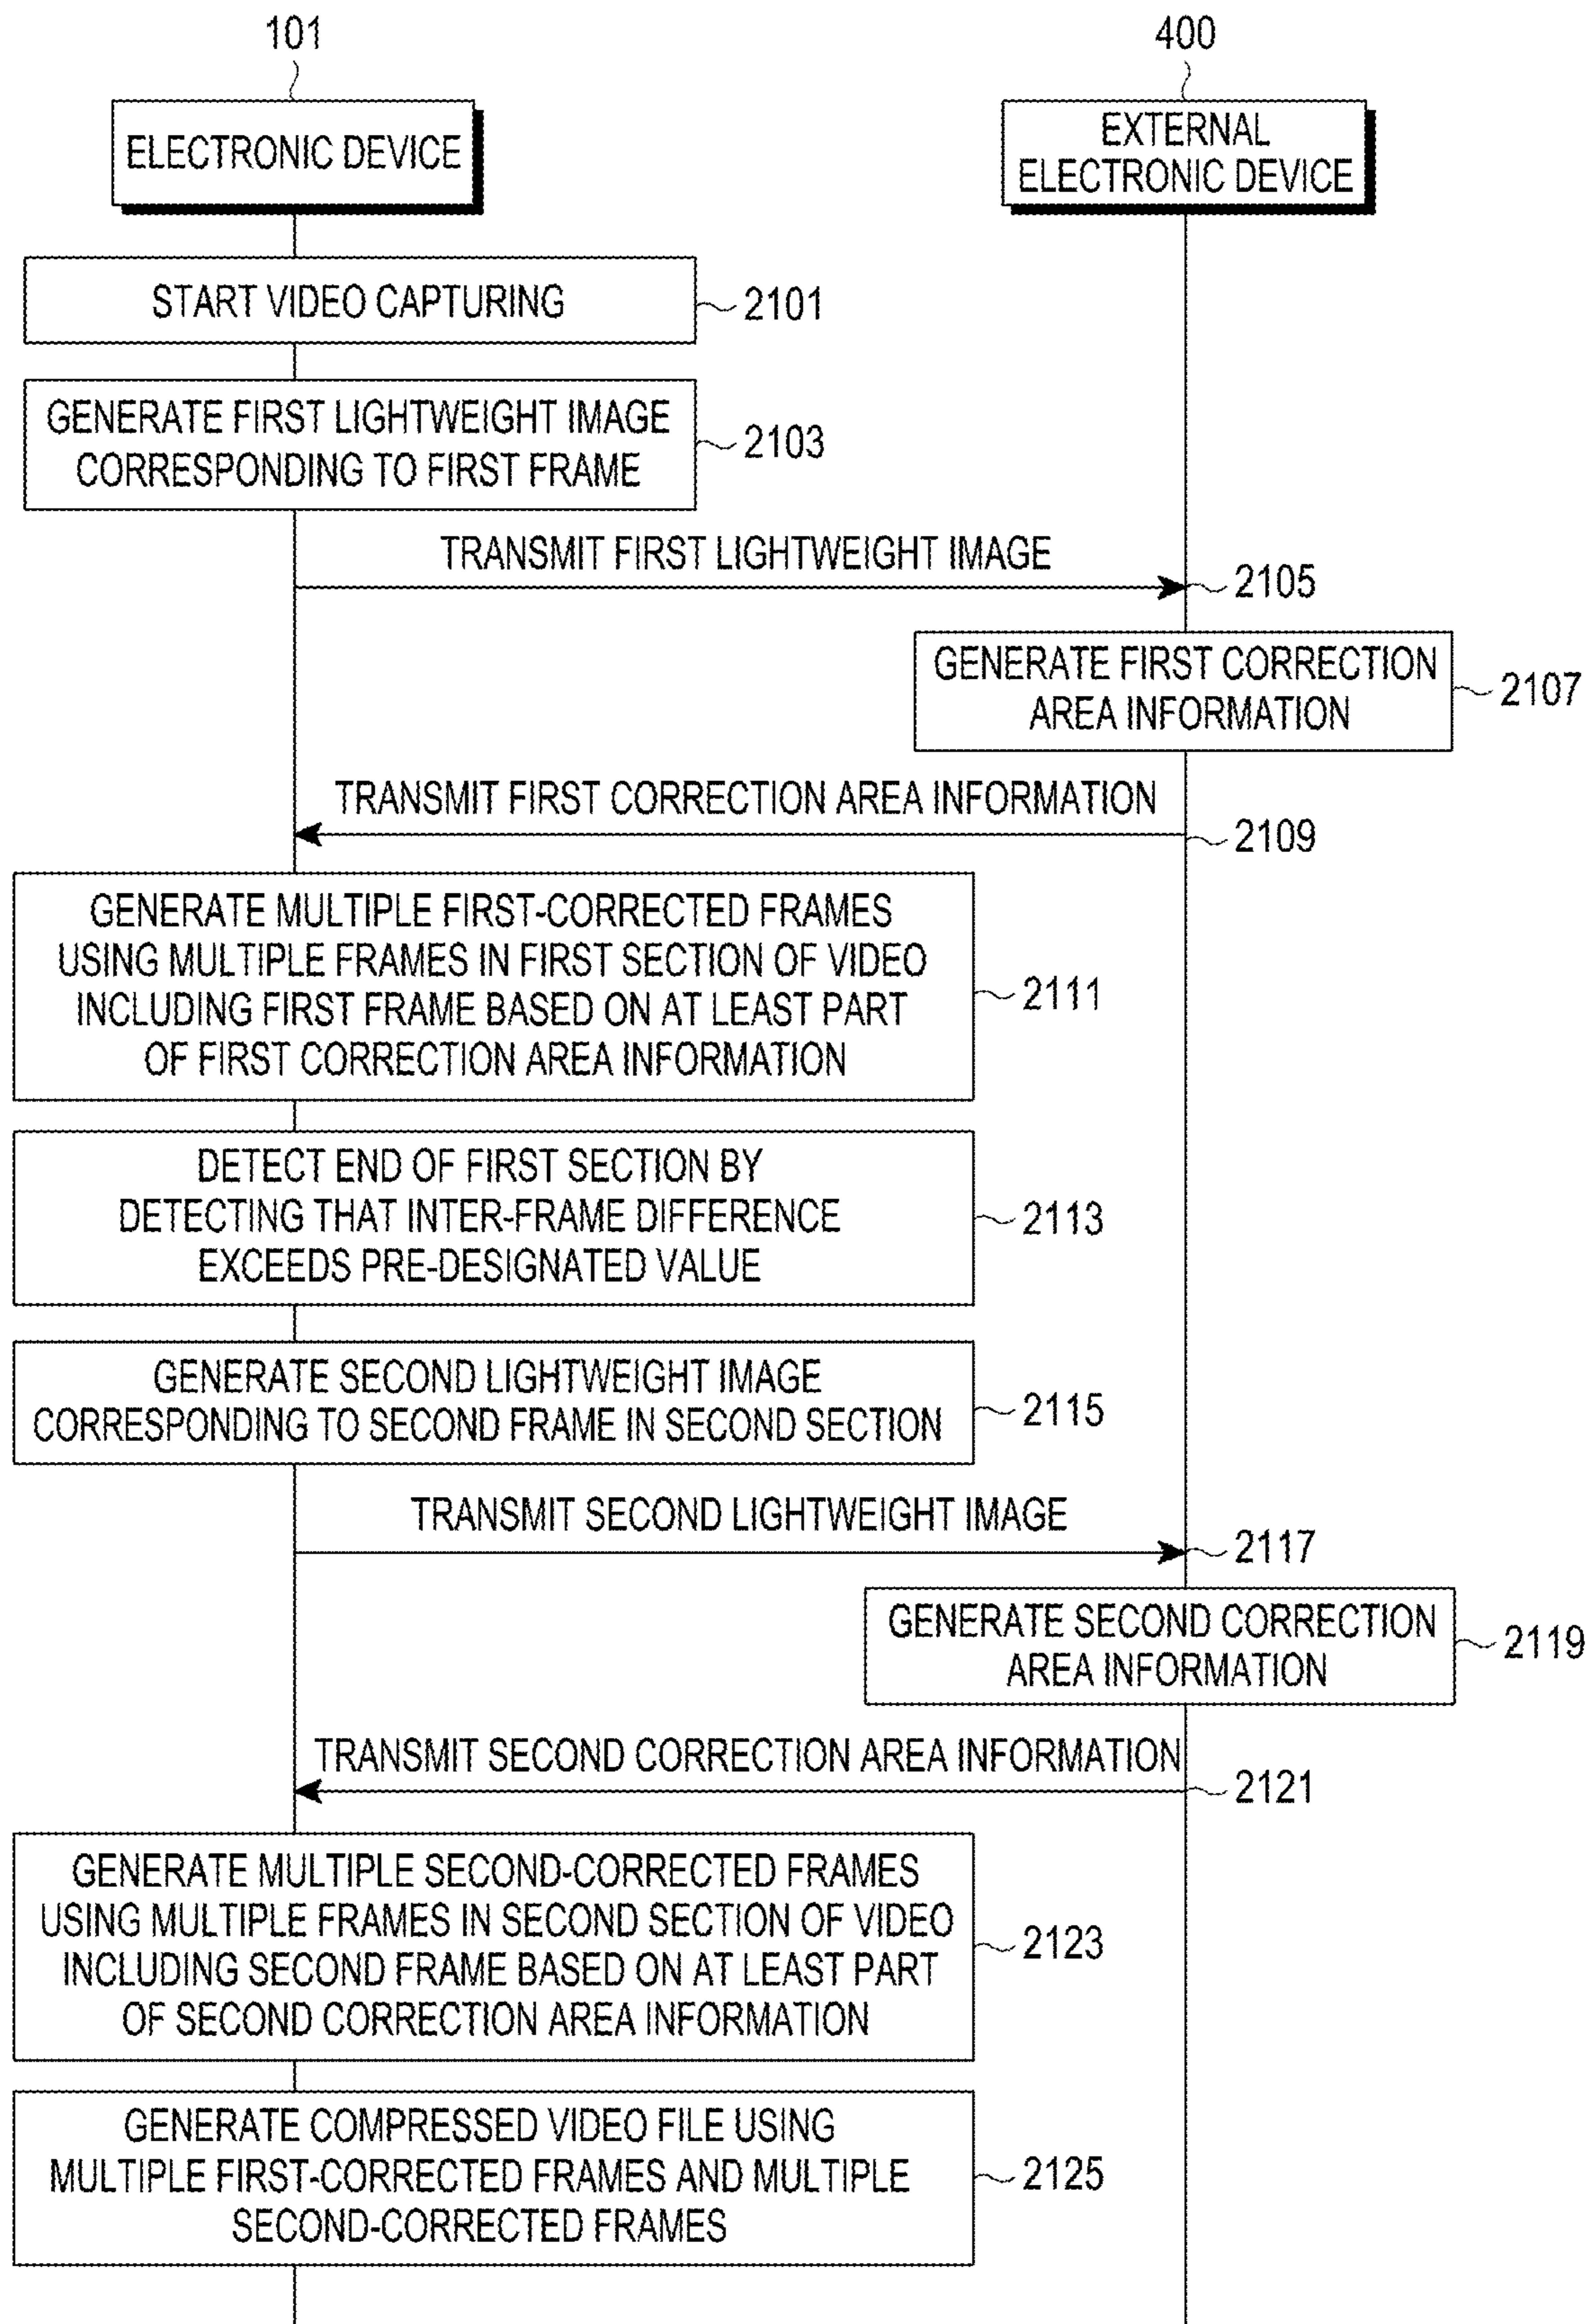 101
400
ELECTRONIC DEVICE
EXTERNAL
ELECTRONIC DEVICE
START VIDEO CAPTURING
2101
GENERATE FIRST LIGHTWEIGHT IMAGE
CORRESPONDING TO FIRST FRAME
2103
TRANSMIT FIRST LIGHTWEIGHT IMAGE
2105
GENERATE FIRST CORRECTION
AREA INFORMATION
2107
TRANSMIT FIRST CORRECTION AREA INFORMATION
2109
GENERATE MULTIPLE FIRST-CORRECTED FRAMES
USING MULTIPLE FRAMES IN FIRST SECTION OF VIDEO
INCLUDING FIRST FRAME BASED ON AT LEAST PART
OF FIRST CORRECTION AREA INFORMATION
2111
DETECT END OF FIRST SECTION BY
DETECTING THAT INTER-FRAME DIFFERENCE
EXCEEDS PRE-DESIGNATED VALUE
2113
GENERATE SECOND LIGHTWEIGHT IMAGE
CORRESPONDING TO SECOND FRAME IN SECOND SECTION
2115
TRANSMIT SECOND LIGHTWEIGHT IMAGE
2117
GENERATE SECOND CORRECTION
AREA INFORMATION
2119
TRANSMIT SECOND CORRECTION AREA INFORMATION
2121
GENERATE MULTIPLE SECOND-CORRECTED FRAMES
USING MULTIPLE FRAMES IN SECOND SECTION OF VIDEO
INCLUDING SECOND FRAME BASED ON AT LEAST PART
OF SECOND CORRECTION AREA INFORMATION
2123
GENERATE COMPRESSED VIDEO FILE USING
MULTIPLE FIRST-CORRECTED FRAMES AND MULTIPLE
SECOND-CORRECTED FRAMES
2125